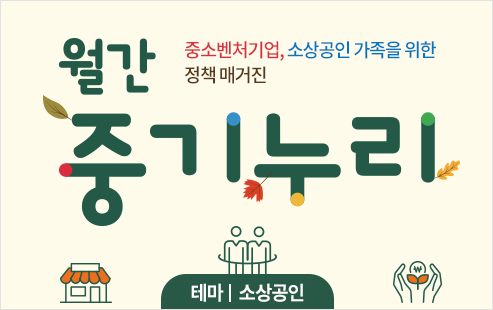 월간
중소벤처기업, 소상공인 가족을 위한
정책 매거진
중기누리
₩
테마 | 소상공인